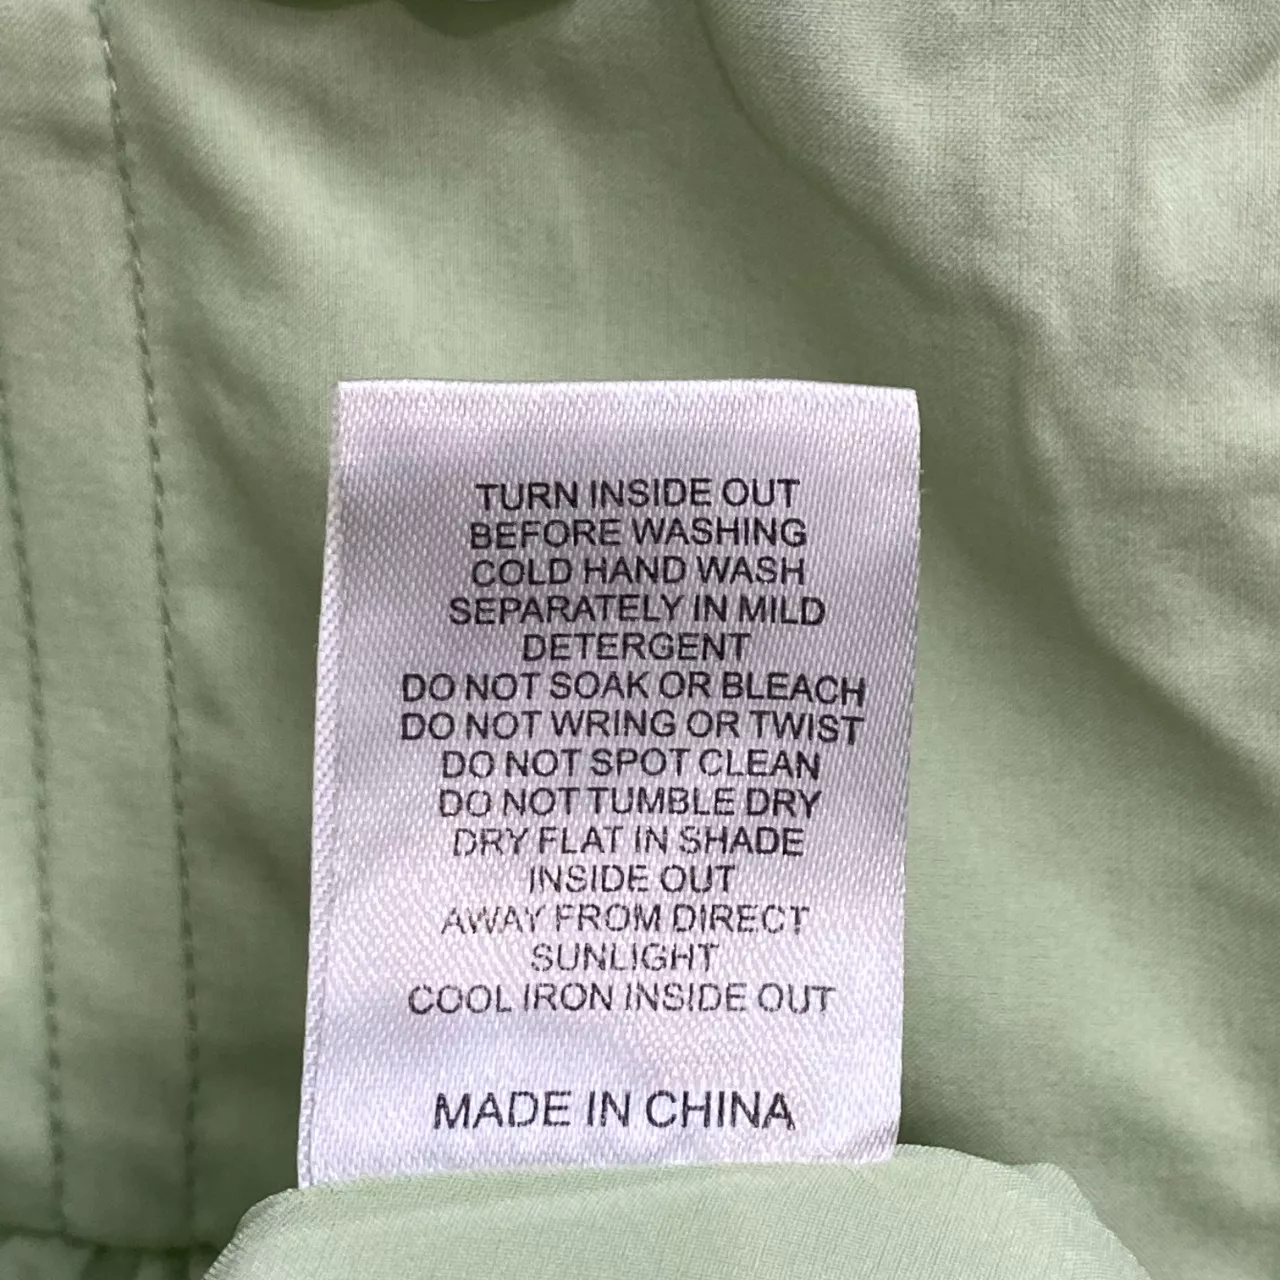 TURN INSIDE OUT
BEFORE WASHING
COLD HAND WASH
SEPARATELY IN MILD
DETERGENT
DO NOT SOAK OR BLEACH
DO NOT WRING OR TWIST
DO NOT SPOT CLEAN
DO NOT TUMBLE DRY
DRY FLAT IN SHADE
INSIDE OUT
AWAY FROM DIRECT
SUNLIGHT
COOL IRON INSIDE OUT
MADE IN CHINA